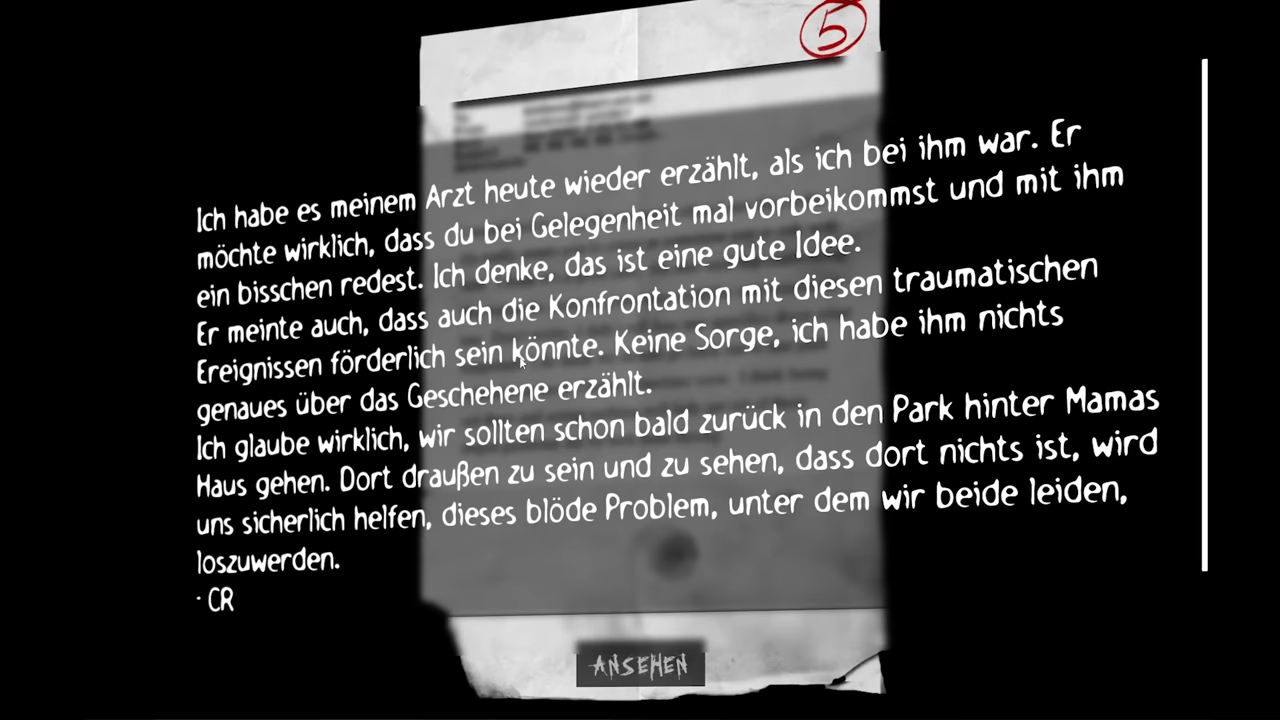 5
Ich habe es meinem Arzt heute wieder erzählt, als ich bei ihm war. Er
möchte wirklich, dass du bei Gelegenheit mal vorbeikommst und mit ihm
ein bisschen redest. Ich denke, das ist eine gute Idee.
Er meinte auch, dass auch die Konfrontation mit diesen traumatischen
Ereignissen förderlich sein könnte. Keine Sorge, ich habe ihm nichts
genaues über das Geschehene erzählt.
Ich glaube wirklich, wir sollten schon bald zurück in den Park hinter Mamas
Haus gehen. Dort draußen zu sein und zu sehen, dass dort nichts ist, wird
uns sicherlich helfen, dieses blöde Problem, unter dem wir beide leiden,
loszuwerden.
- CR
ANSEHEN